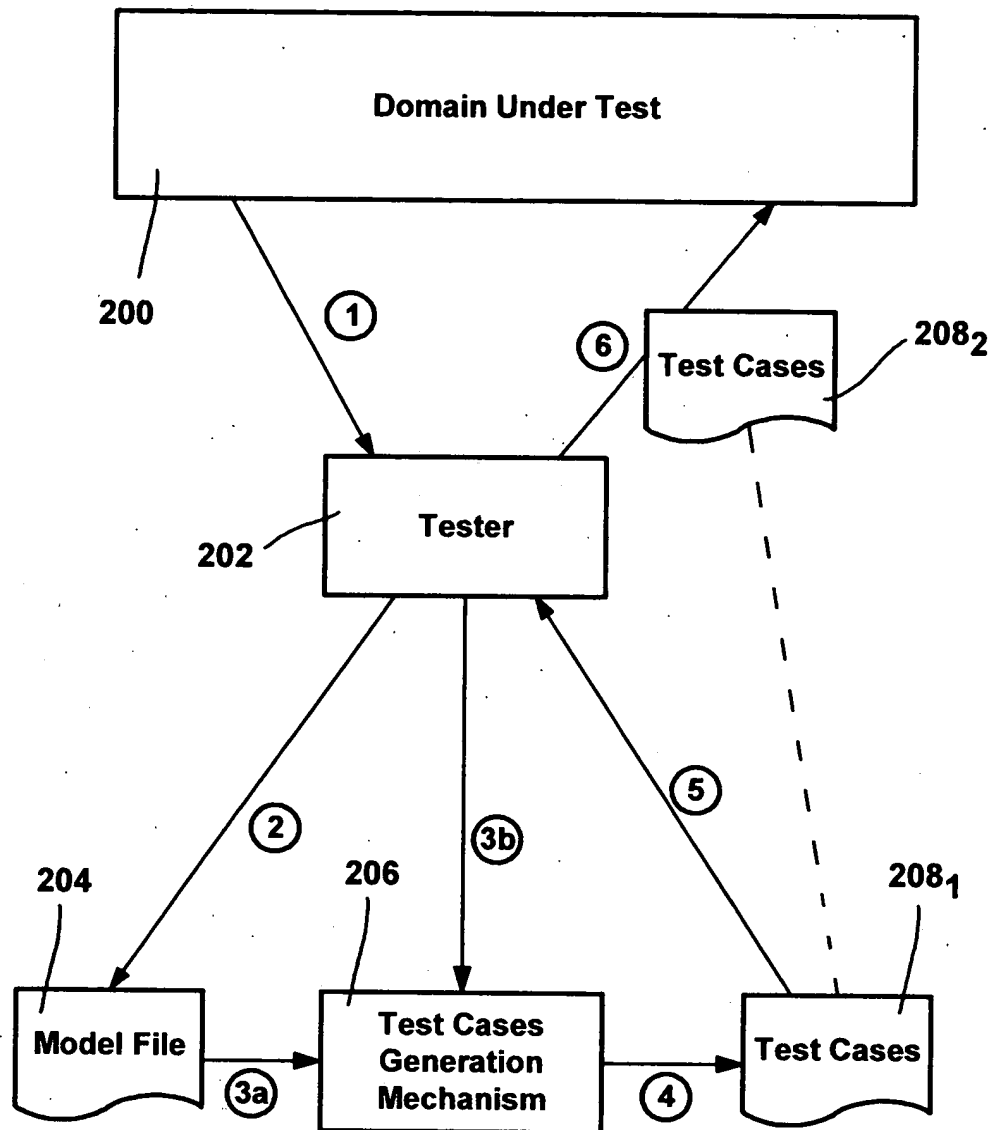 Domain Under Test
200
1
6
Test Cases
208₂
Tester
202
2
3b
5
204
206
208₁
Model File
3a
Test Cases
Generation
Mechanism
4
Test Cases